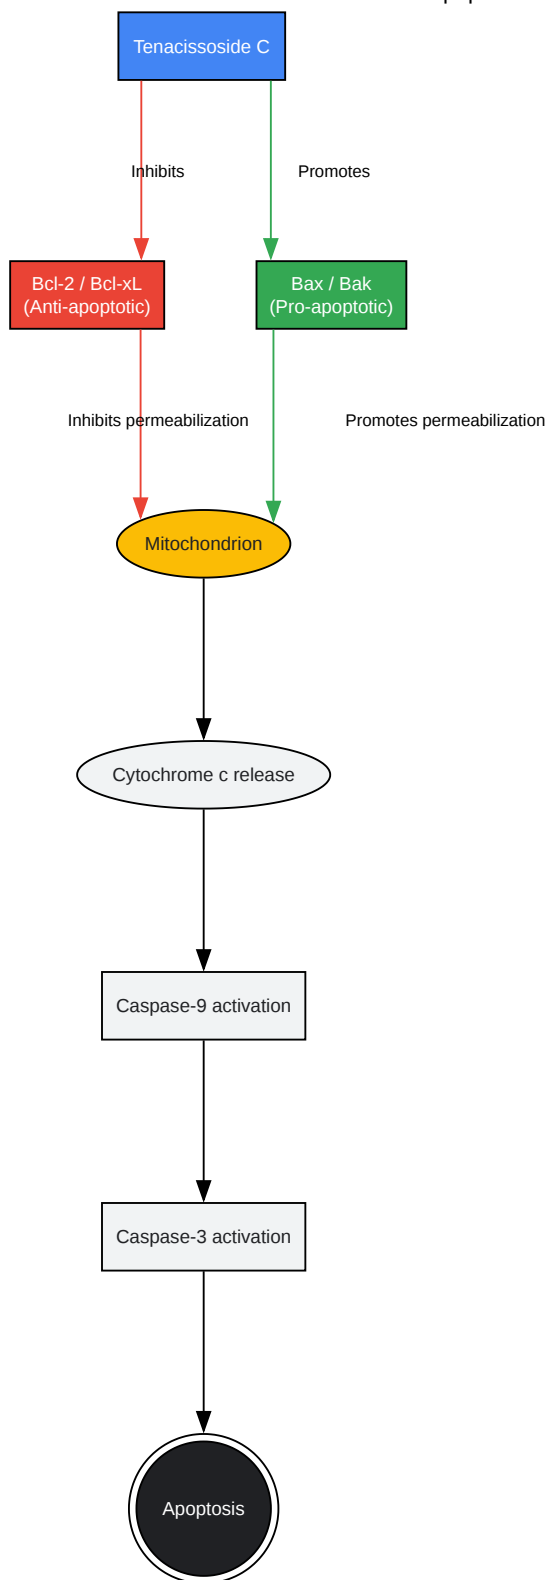 Tenacissoside C
Inhibits
Promotes
Bcl-2 / Bcl-xL
(Anti-apoptotic)
Bax / Bak
(Pro-apoptotic)
Inhibits permeabilization
Promotes permeabilization
Mitochondrion
Cytochrome c release
Caspase-9 activation
Caspase-3 activation
Apoptosis